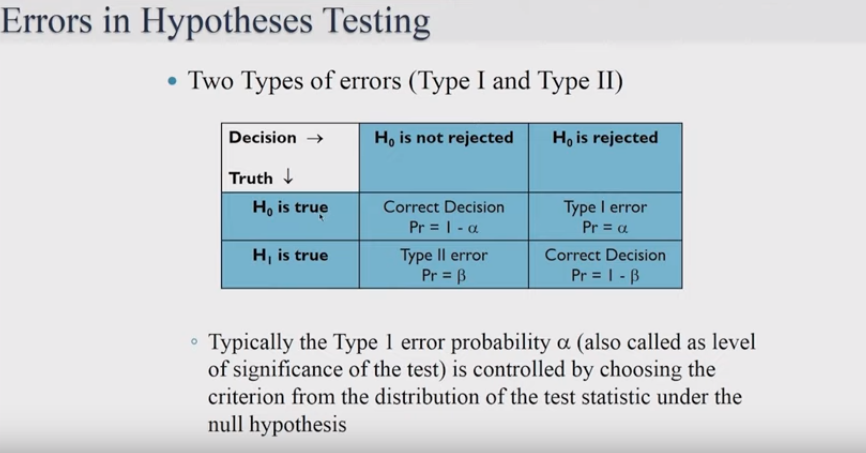 Errors in Hypotheses Testing
• Two Types of errors (Type I and Type II)
Decision → H₀ is not rejected H₀ is rejected
Truth ↓
H₀ is true Correct Decision Type I error
Pr = 1 - α Pr = α
H₁ is true Type II error Correct Decision
Pr = β Pr = 1 - β
◦ Typically the Type 1 error probability α (also called as level
of significance of the test) is controlled by choosing the
criterion from the distribution of the test statistic under the
null hypothesis